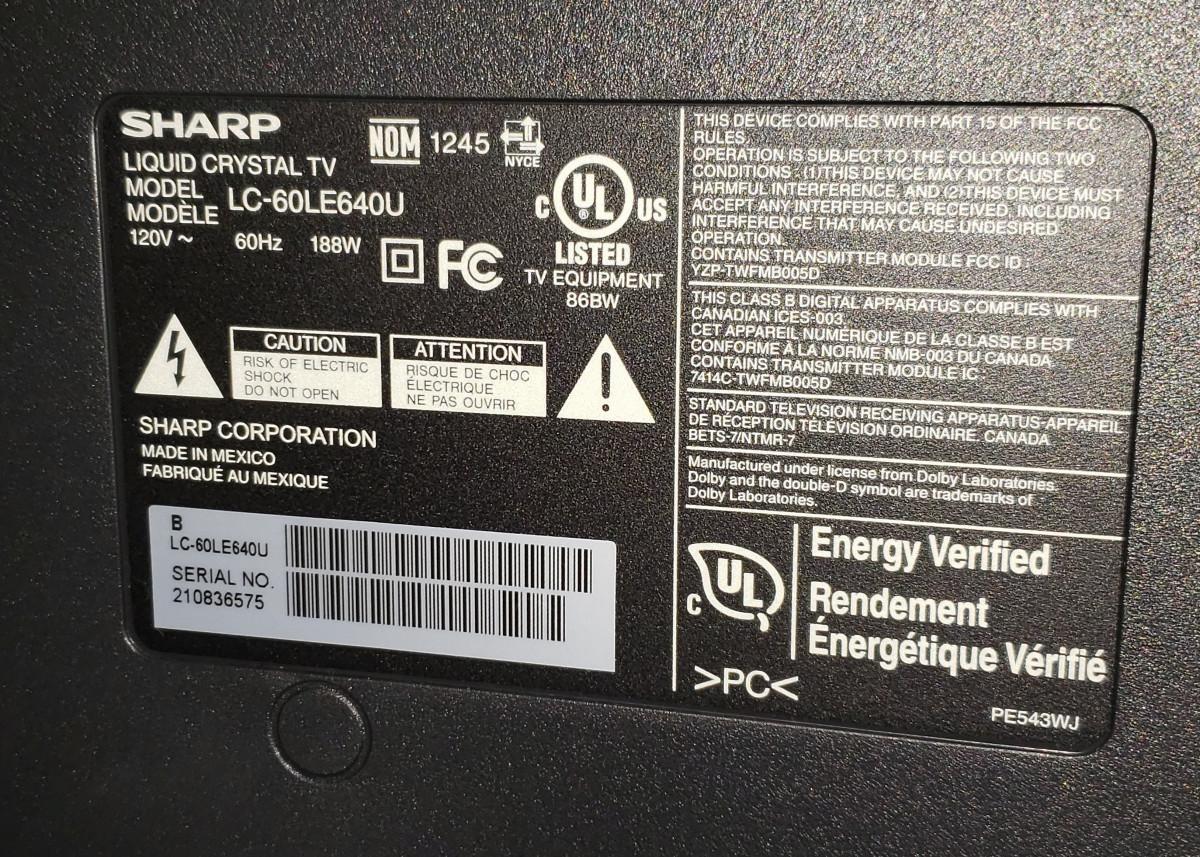 SHARP
LIQUID CRYSTAL TV
MODEL
MODÈLE
LC-60LE640U
120V ~ 60Hz 188W
NOM 1245 NYCE
FC
C UL ® US
LISTED
TV EQUIPMENT
86BW
CAUTION
RISK OF ELECTRIC
SHOCK
DO NOT OPEN
ATTENTION
RISQUE DE CHOC
ÉLECTRIQUE
NE PAS OUVRIR
SHARP CORPORATION
MADE IN MEXICO
FABRIQUÉ AU MEXIQUE
B
LC-60LE640U
SERIAL NO.
210836575
THIS DEVICE COMPLIES WITH PART 15 OF THE FCC
RULES.
OPERATION IS SUBJECT TO THE FOLLOWING TWO
CONDITIONS : (1)THIS DEVICE MAY NOT CAUSE
HARMFUL INTERFERENCE, AND (2)THIS DEVICE MUST
ACCEPT ANY INTERFERENCE RECEIVED, INCLUDING
INTERFEHENCE THAT MAY CAUSE UNDESIRED
OPERATION.
CONTAINS TRANSMITTER MODULE FCC ID :
YZP-TWFMB005D
THIS CLASS B DIGITAL APPARATUS COMPLIES WITH
CANADIAN ICES-003.
CET APPAREIL NUMÉRIQUE DE LA CLASSE B EST
CONFORME À LA NORME NMB-003 DU CANADA.
CONTAINS TRANSMITTER MODULE IC :
7414C-TWFMB005D
STANDARD TELEVISION RECEIVING APPARATUS-APPAREIL
DE RÉCEPTION TÉLÉVISION ORDINAIRE, CANADA
BETS-7/NTMR-7
Manufactured under license from Dolby Laboratories.
Dolby and the double-D symbol are trademarks of
Dolby Laboratories.
C UL
Energy Verified
Rendement
Énergétique Vérifié
>PC<
PE543WJ